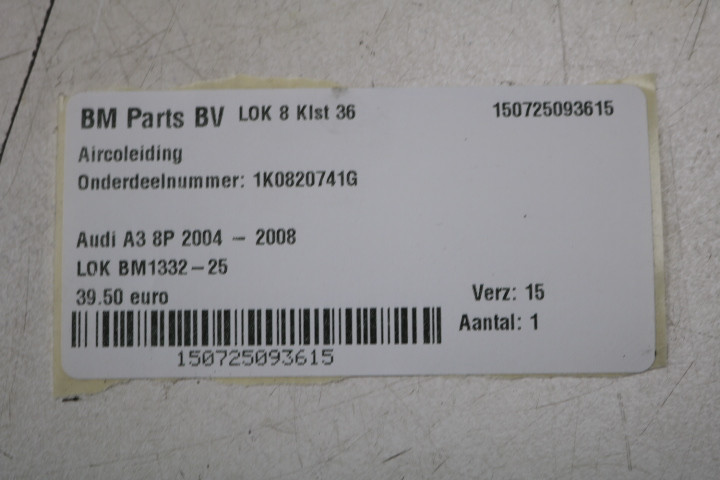 BM Parts BV LOK 8 Klst 36 150725093615
Aircoleiding
Onderdeelnummer: 1K0820741G
Audi A3 8P 2004 - 2008
LOK BM1332-25
39.50 euro Verz: 15
Aantal: 1
150725093615